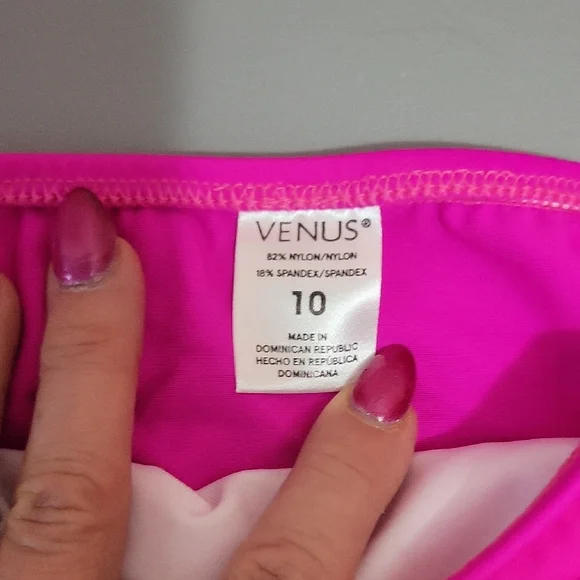 VENUS®
82% NYLON/NYLON
18% SPANDEX/SPANDEX
10
MADE IN
DOMINICAN REPUBLIC
HECHO EN REPÚBLICA
DOMINICANA